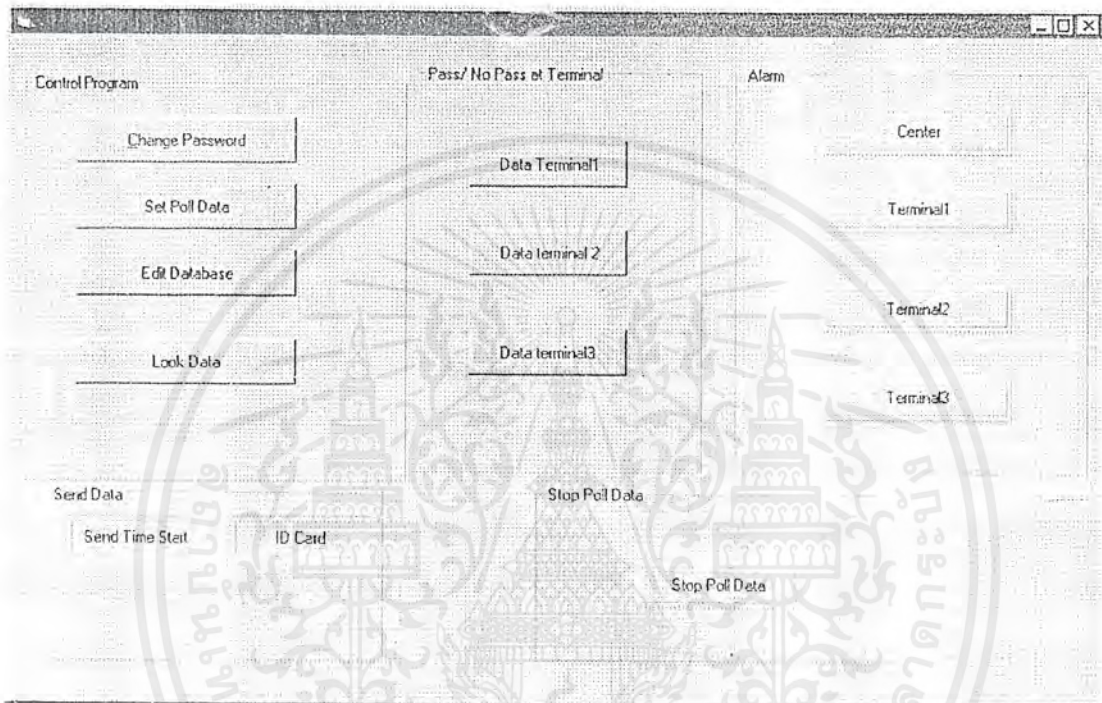 Control Program
Change Password
Set Poll Data
Edit Database
Look Data
Pass/ No Pass at Terminal
Data Terminal1
Data terminal 2
Data terminal3
Alarm
Center
Terminal1
Terminal2
Terminal3
Send Data
Send Time Start
ID Card
Stop Poll Data
Stop Poll Data